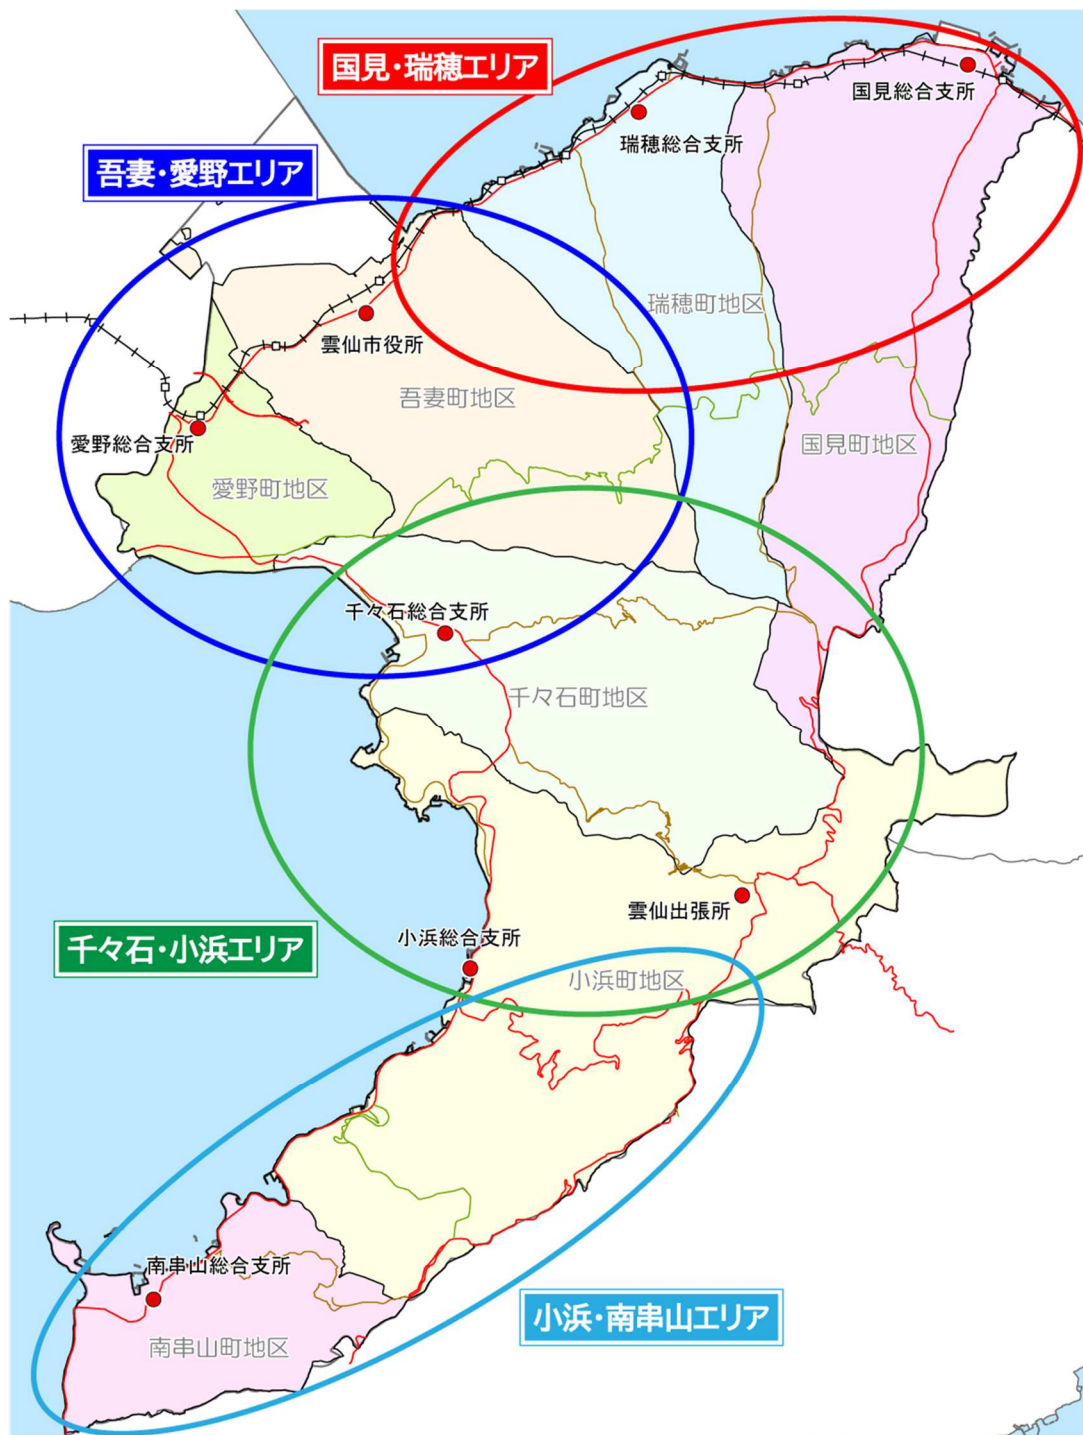 国見・瑞穂エリア
国見総合支所
瑞穂総合支所
吾妻・愛野エリア
瑞穂町地区
雲仙市役所
吾妻町地区
愛野総合支所
国見町地区
愛野町地区
千々石総合支所
千々石町地区
雲仙出張所
千々石・小浜エリア
小浜総合支所
小浜町地区
南串山総合支所
小浜・南串山エリア
南串山町地区